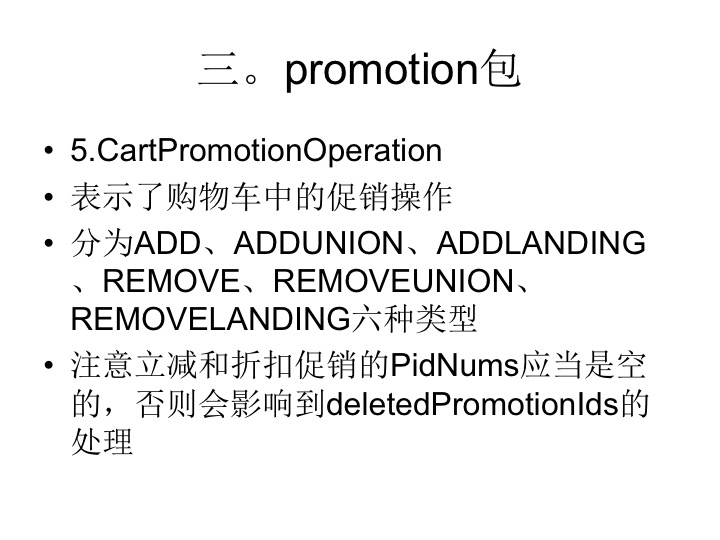 三。promotion包
• 5.CartPromotionOperation
• 表示了购物车中的促销操作
• 分为ADD、ADDUNION、ADDLANDING
、REMOVE、REMOVEUNION、
REMOVELANDING六种类型
• 注意立减和折扣促销的PidNums应当是空
的，否则会影响到deletedPromotionIds的
处理